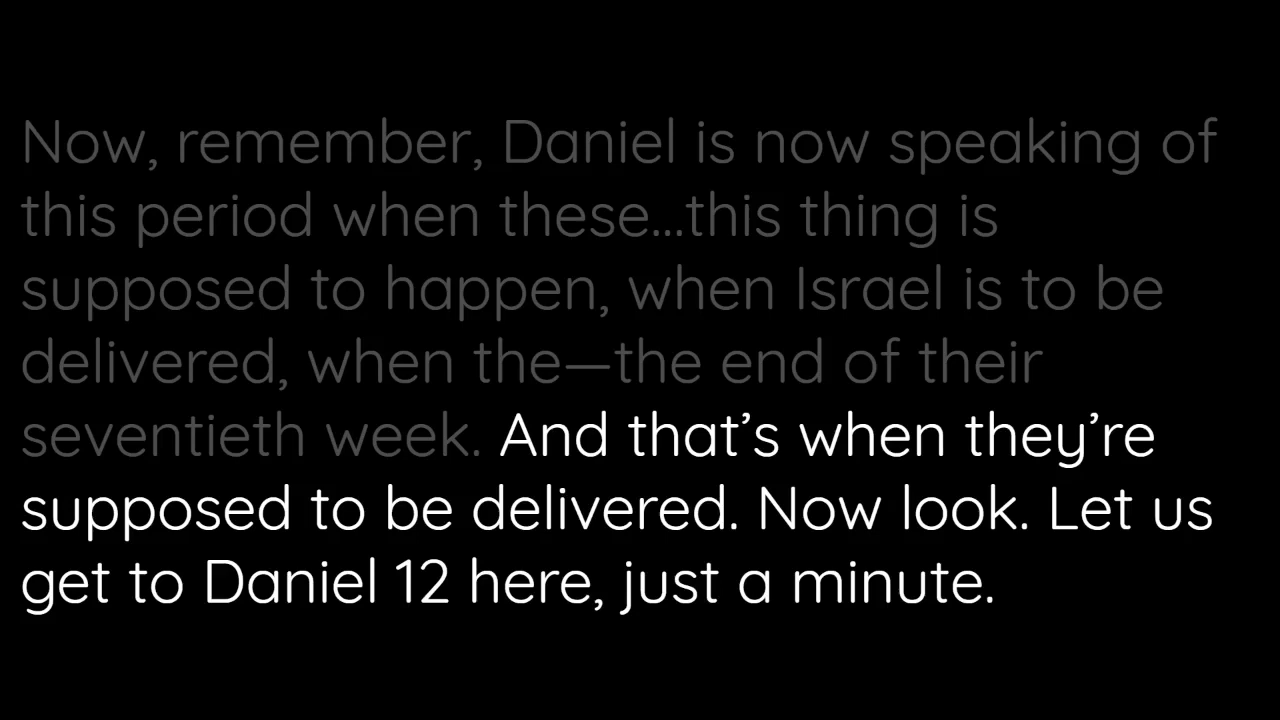 Now, remember, Daniel is now speaking of
this period when these...this thing is
supposed to happen, when Israel is to be
delivered, when the—the end of their
seventieth week. And that’s when they’re
supposed to be delivered. Now look. Let us
get to Daniel 12 here, just a minute.